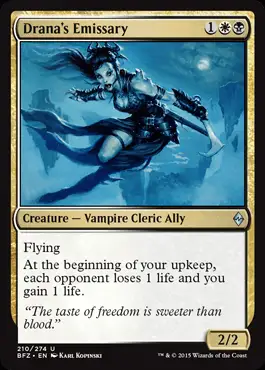 Drana's Emissary 1
Creature — Vampire Cleric Ally
Flying
At the beginning of your upkeep,
each opponent loses 1 life and you
gain 1 life.
"The taste of freedom is sweeter than
blood."
2/2
210/274 U
BFZ • EN Karl Kopinski
™ & © 2015 Wizards of the Coast